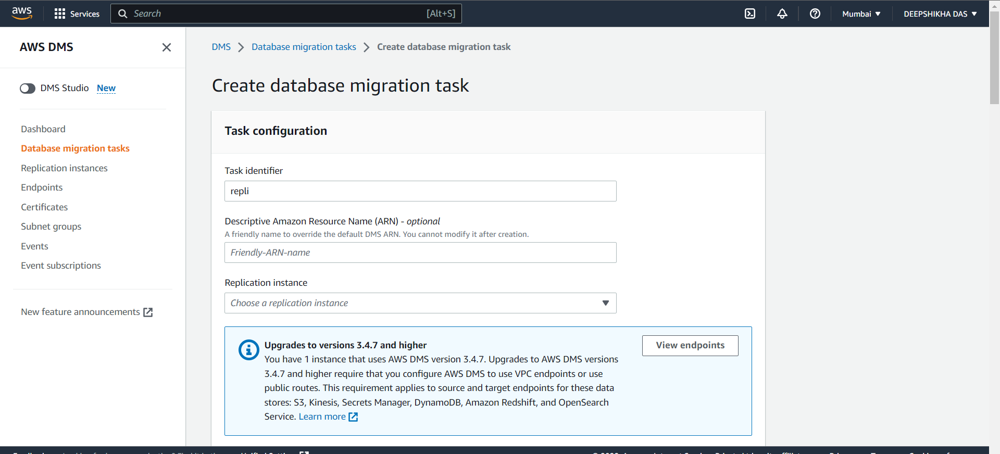 aws
Services
Search
[Alt+S]
Mumbai
DEEPSHIKHA DAS
AWS DMS
DMS Studio New
Dashboard
Database migration tasks
Replication instances
Endpoints
Certificates
Subnet groups
Events
Event subscriptions
New feature announcements
DMS
Database migration tasks
Create database migration task
Create database migration task
Task configuration
Task identifier
repli
Descriptive Amazon Resource Name (ARN) - optional
A friendly name to override the default DMS ARN. You cannot modify it after creation.
Friendly-ARN-name
Replication instance
Choose a replication instance
Upgrades to versions 3.4.7 and higher
You have 1 instance that uses AWS DMS version 3.4.7. Upgrades to AWS DMS versions
3.4.7 and higher require that you configure AWS DMS to use VPC endpoints or use
public routes. This requirement applies to source and target endpoints for these data
stores: S3, Kinesis, Secrets Manager, DynamoDB, Amazon Redshift, and OpenSearch
Service. Learn more
View endpoints